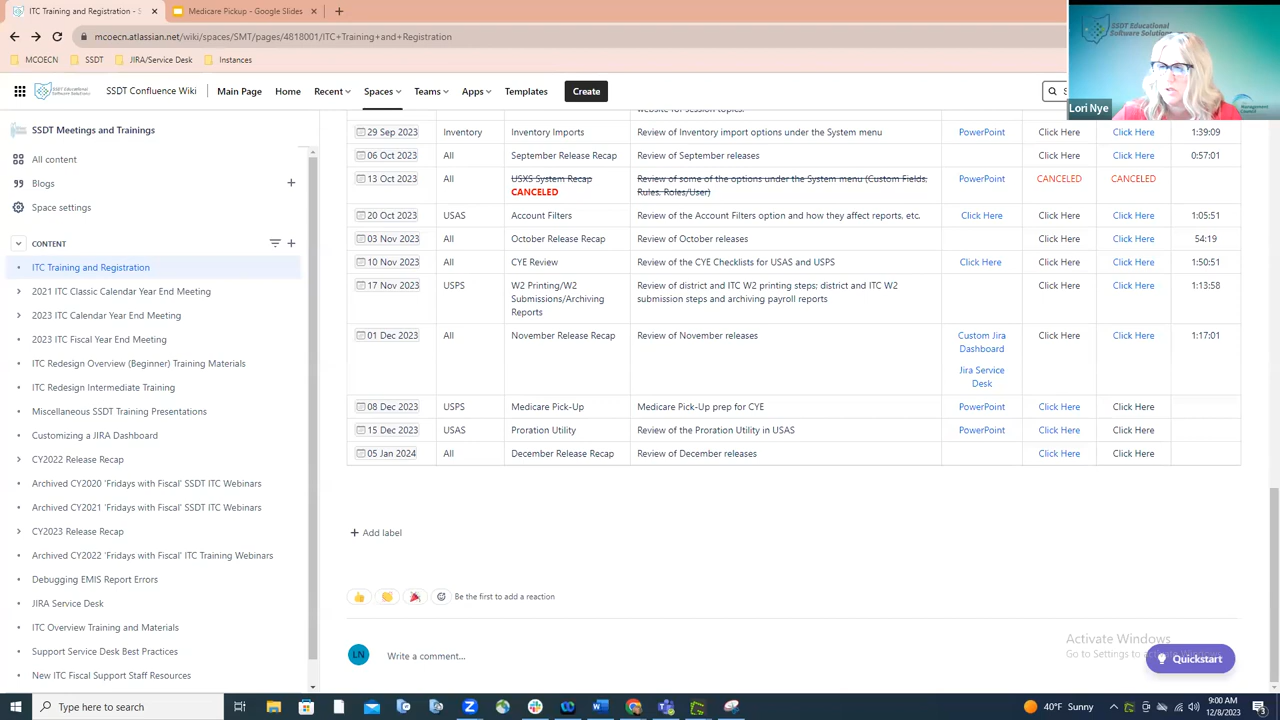 ITC Training and Registration - S
Medicare Pickup - Google Slides
mcoecn.atlassian.net/wiki/spaces/SMT/pages/4818001/ITC+Training+and+Registration
MCOECN SSDT JIRA/Service Desk Instances
SSDT Educational Software Solutions
SSDT Confluence Wiki Main Page Home Recent Spaces Teams Apps Templates Create
SSDT Educational
Software Solutions
Lori Nye
Management
Council
SSDT Meetings and Trainings
All content
Blogs
Space settings
CONTENT
ITC Training and Registration
2021 ITC Classic Calendar Year End Meeting
2023 ITC Calendar Year End Meeting
2023 ITC Fiscal Year End Meeting
ITC Redesign Overview (Beginner) Training Materials
ITC Redesign Intermediate Training
Miscellaneous SSDT Training Presentations
Customizing a JIRA Dashboard
CY2022 Release Recap
Archived CY2020 'Fridays with Fiscal' SSDT ITC Webinars
Archived CY2021 'Fridays with Fiscal' SSDT ITC Webinars
CY2023 Release Recap
Archived CY2022 'Fridays with Fiscal' ITC Training Webinars
Debugging EMIS Report Errors
JIRA Service Desk
ITC Overview Training and Materials
Support Service Desk Best Practices
New ITC Fiscal Support Staff Resources
website for session topics.
29 Sep 2023 Inventory Inventory Imports Review of Inventory import options under the System menu PowerPoint Click Here Click Here 1:39:09
06 Oct 2023 All September Release Recap Review of September releases Click Here Click Here 0:57:01
13 Oct 2023 All USXS System Recap Review of some of the options under the System menu (Custom Fields, PowerPoint CANCELED CANCELED
CANCELED Rules, Roles/User)
20 Oct 2023 USAS Account Filters Review of the Account Filters option and how they affect reports, etc. Click Here Click Here Click Here 1:05:51
03 Nov 2023 All October Release Recap Review of October releases Click Here Click Here 54:19
10 Nov 2023 All CYE Review Review of the CYE Checklists for USAS and USPS Click Here Click Here Click Here 1:50:51
17 Nov 2023 USPS W2 Printing/W2 Review of district and ITC W2 printing steps; district and ITC W2 Click Here Click Here 1:13:58
Submissions/Archiving submission steps and archiving payroll reports
Reports
01 Dec 2023 All November Release Recap Review of November releases Custom Jira Click Here Click Here 1:17:01
Dashboard
Jira Service
Desk
08 Dec 2023 USPS Medicare Pick-Up Medicare Pick-Up prep for CYE PowerPoint Click Here Click Here
15 Dec 2023 USAS Proration Utility Review of the Proration Utility in USAS PowerPoint Click Here Click Here
05 Jan 2024 All December Release Recap Review of December releases Click Here Click Here
Add label
Be the first to add a reaction
LN Write a comment...
Activate Windows
Go to Settings to
Quickstart
Type here to search
40°F Sunny
9:00 AM
12/8/2023